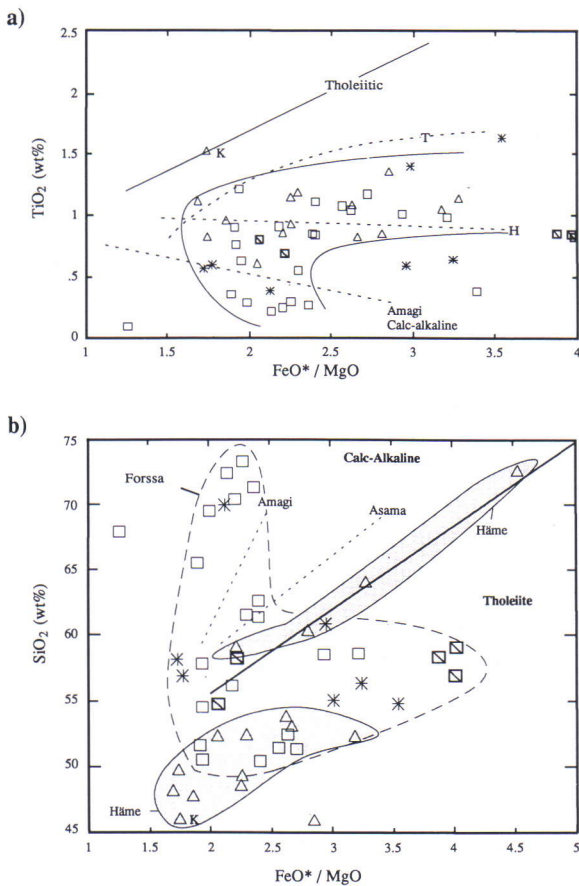 a)
2.5
2
1.5
1
.5
0
TiO2 (wt%)
Tholeiitic
K
T
H
Amagi
Calc-alkaline
1 1.5 2 2.5 3 3.5 4
FeO* / MgO
b)
75
70
65
60
55
50
45
SiO2 (wt%)
Forssa
Calc-Alkaline
Amagi
Asama
Häme
Tholeiite
Häme
K
1 1.5 2 2.5 3 3.5 4 4.5 5
FeO* / MgO